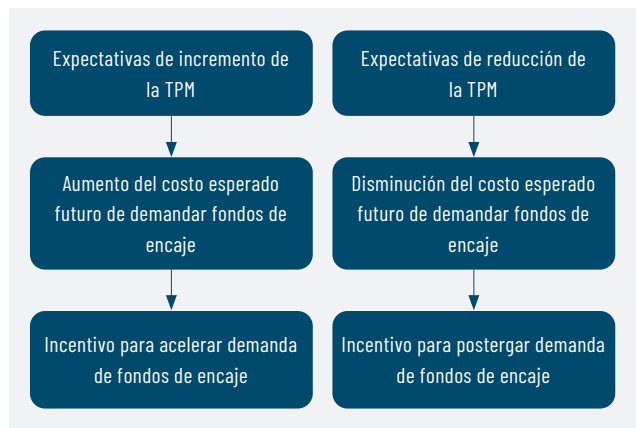 Expectativas de incremento de
la TPM
Aumento del costo esperado
futuro de demandar fondos de
encaje
Incentivo para acelerar demanda
de fondos de encaje
Expectativas de reducción de
la TPM
Disminución del costo esperado
futuro de demandar fondos de
encaje
Incentivo para postergar demanda
de fondos de encaje